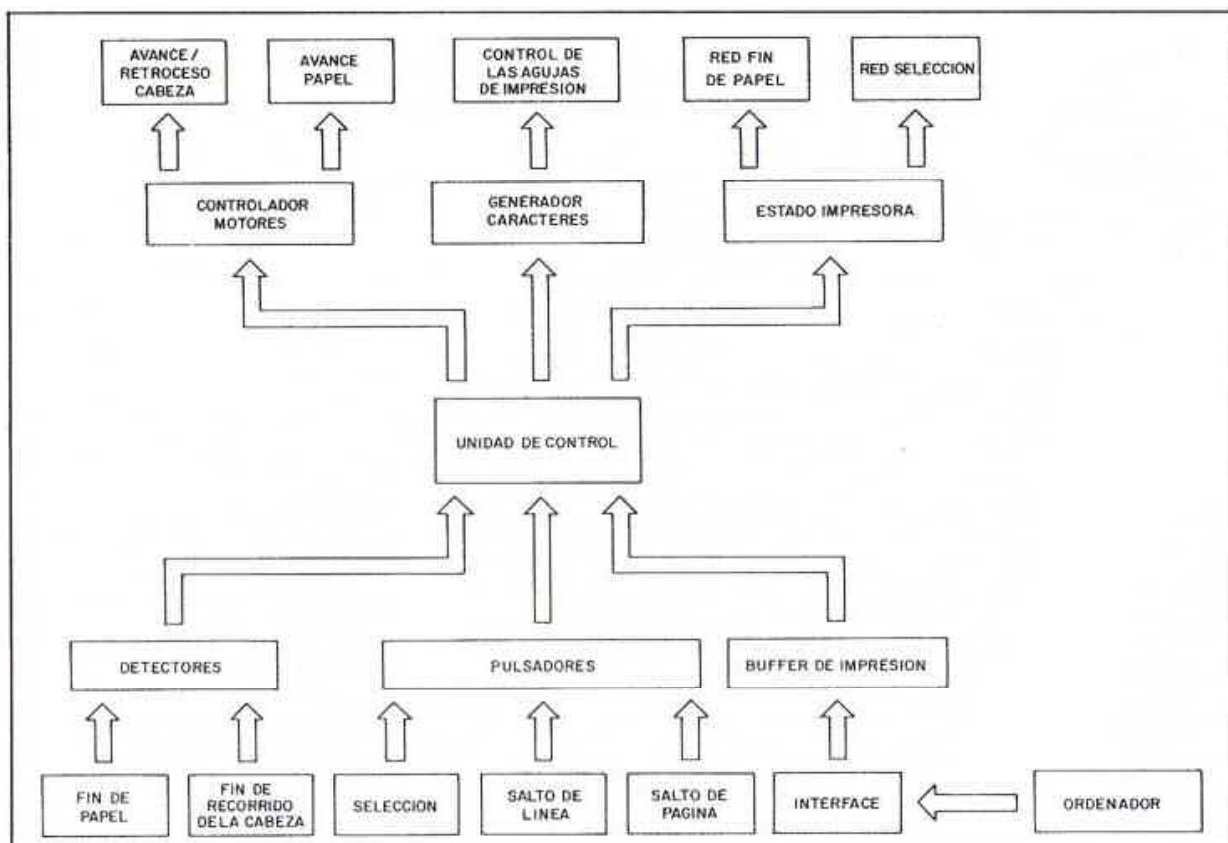 AVANCE /
RETROCESO
CABEZA
AVANCE
PAPEL
CONTROL DE
LAS AGUJAS
DE IMPRESIÓN
RED FIN
DE PAPEL
RED SELECCION
CONTROLADOR
MOTORES
GENERADOR
CARACTERES
ESTADO IMPRESORA
UNIDAD DE CONTROL
DETECTORES
PULSADORES
BUFFER DE IMPRESION
FIN DE
PAPEL
FIN DE
RECORRIDO
DE LA CABEZA
SELECCION
SALTO DE
LINEA
SALTO DE
PAGINA
INTERFACE
ORDENADOR